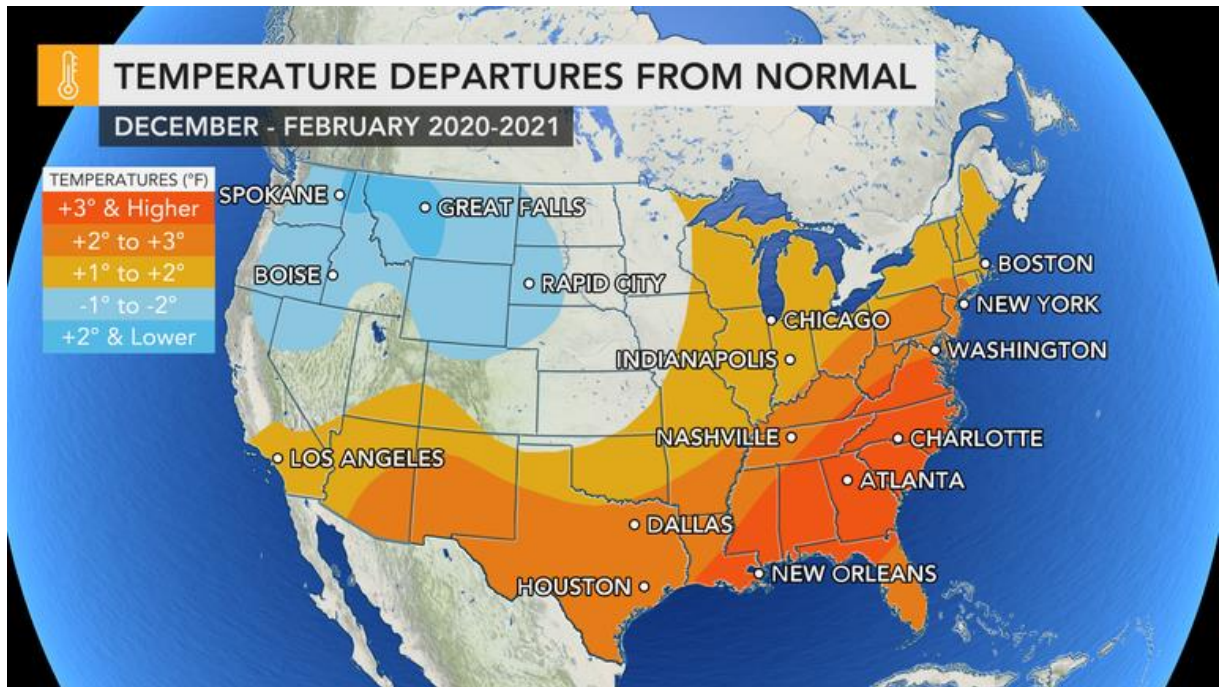 TEMPERATURE DEPARTURES FROM NORMAL
DECEMBER - FEBRUARY 2020-2021
TEMPERATURES (°F)
+3° & Higher
+2° to +3°
+1° to +2°
-1° to -2°
+2° & Lower
SPOKANE
GREAT FALLS
BOISE
RAPID CITY
BOSTON
NEW YORK
CHICAGO
WASHINGTON
INDIANAPOLIS
NASHVILLE
CHARLOTTE
LOS ANGELES
ATLANTA
DALLAS
NEW ORLEANS
HOUSTON